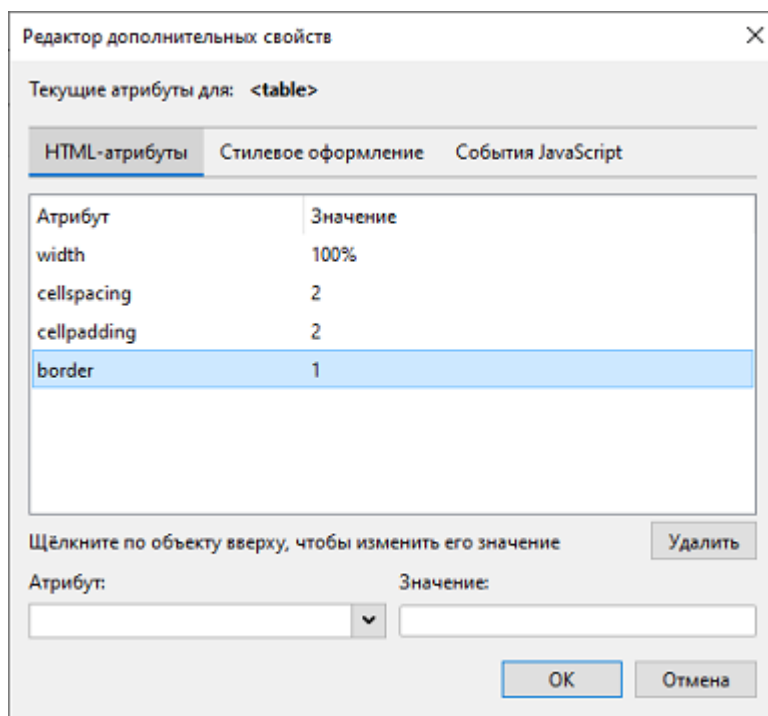 Редактор дополнительных свойств
Текущие атрибуты для: <table>
HTML-атрибуты Стилевое оформление События JavaScript
Атрибут Значение
width 100%
cellspacing 2
cellpadding 2
border 1
Щёлкните по объекту вверху, чтобы изменить его значение Удалить
Атрибут: Значение:
OK Отмена